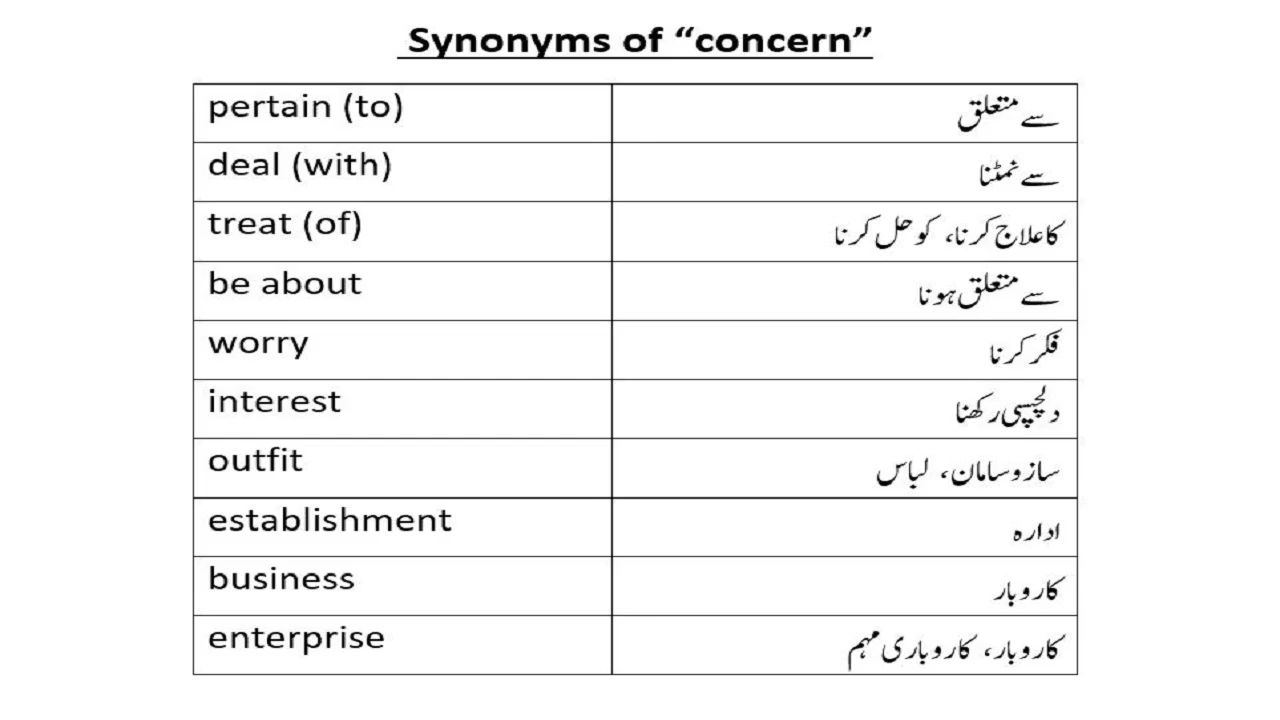 Synonyms of “concern”
pertain (to) سے متعلق
deal (with) سے نمٹنا
treat (of) کا علاج کرنا، کو حل کرنا
be about سے متعلق ہونا
worry فکر کرنا
interest دلچسپی رکھنا
outfit ساز و سامان، لباس
establishment ادارہ
business کاروبار
enterprise کاروبار، کاروباری مہم